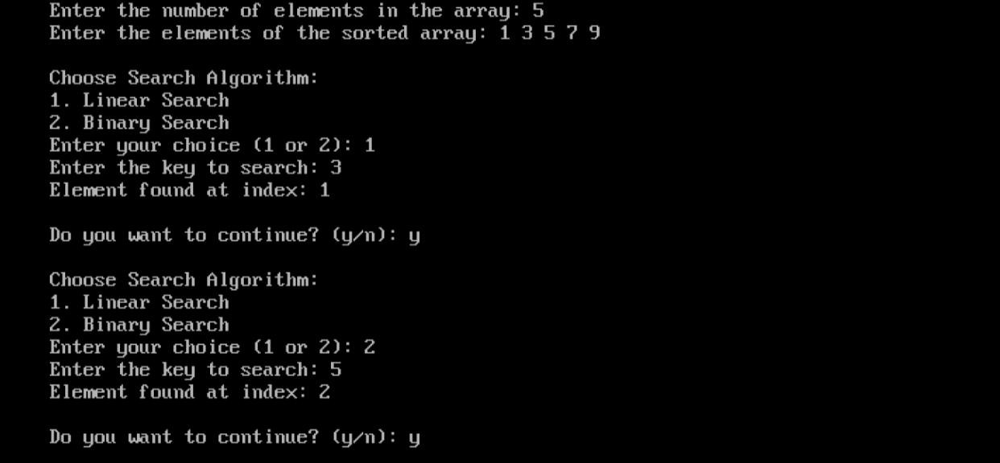 Enter the number of elements in the array: 5
Enter the elements of the sorted array: 1 3 5 7 9
Choose Search Algorithm:
1. Linear Search
2. Binary Search
Enter your choice (1 or 2): 1
Enter the key to search: 3
Element found at index: 1
Do you want to continue? (y/n): y
Choose Search Algorithm:
1. Linear Search
2. Binary Search
Enter your choice (1 or 2): 2
Enter the key to search: 5
Element found at index: 2
Do you want to continue? (y/n): y